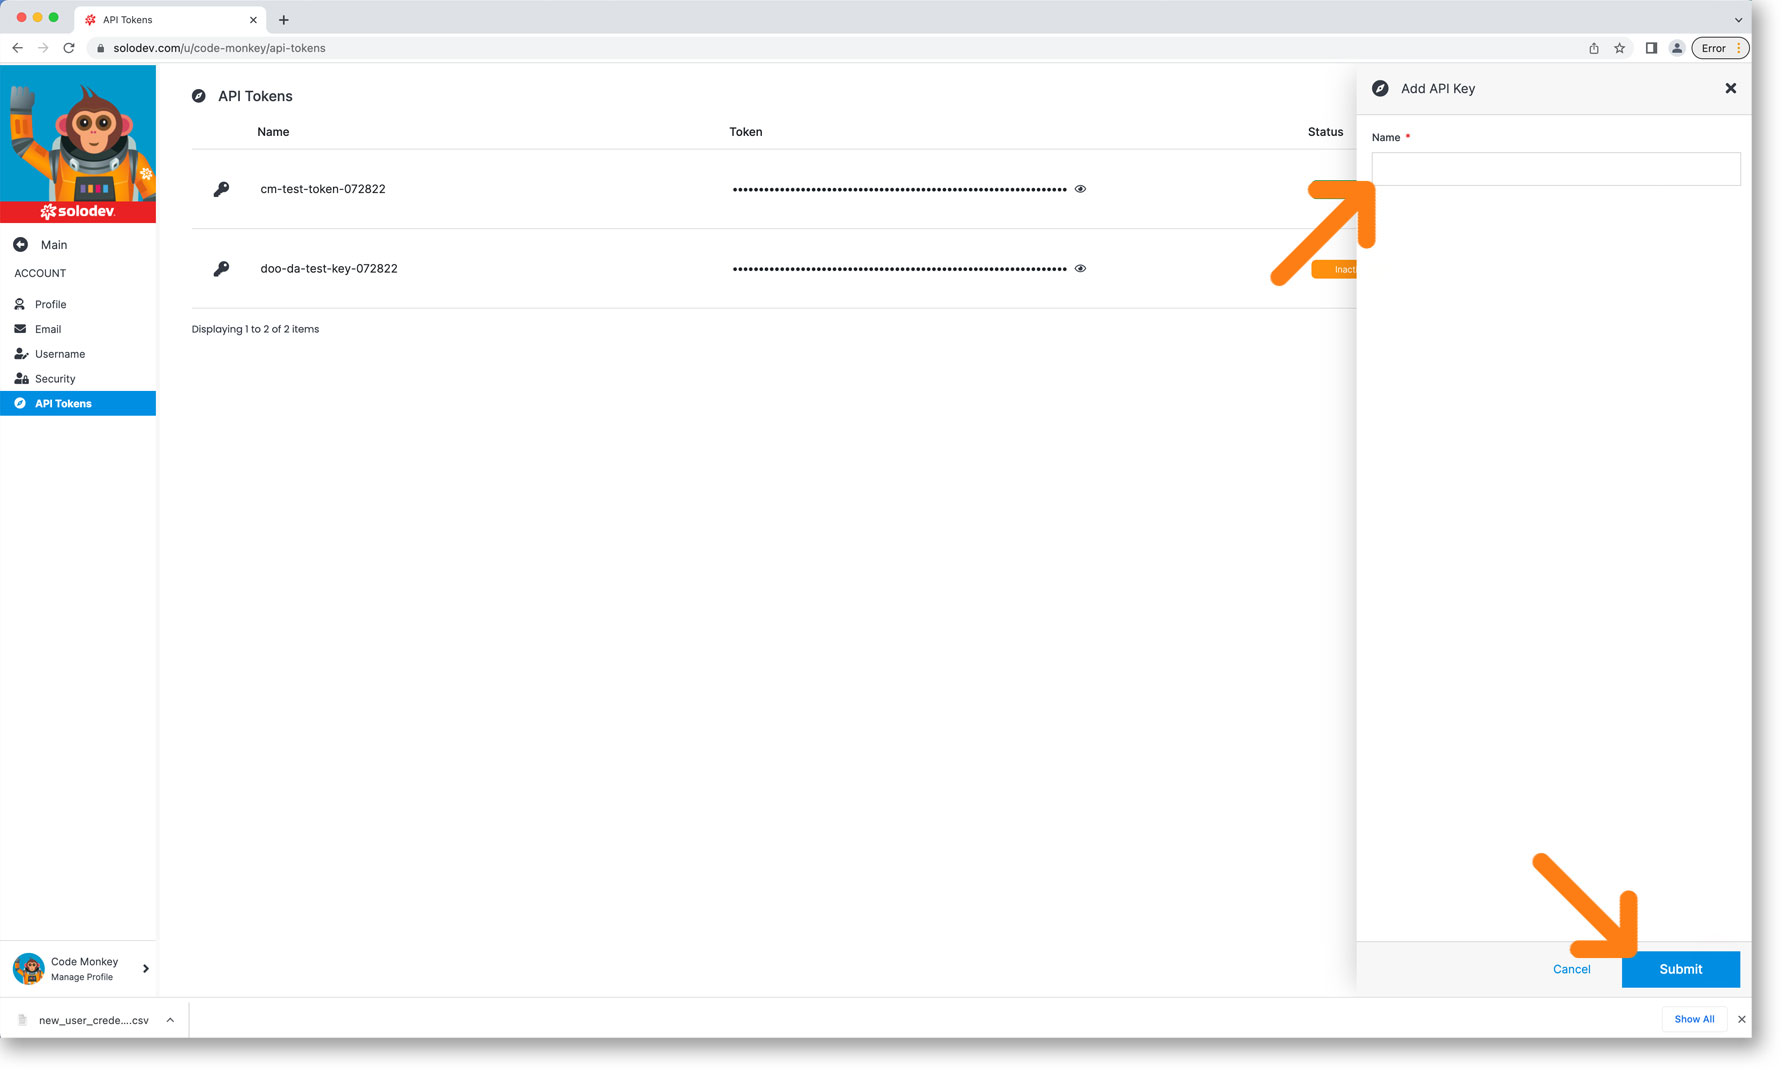 API Tokens
solodev.com/u/code-monkey/api-tokens
Error
solodev
Main
ACCOUNT
Profile
Email
Username
Security
API Tokens
Code Monkey
Manage Profile
API Tokens
Name Token Status
cm-test-token-072822
doo-da-test-key-072822
Inact
Displaying 1 to 2 of 2 items
Add API Key
Name *
Cancel Submit
new_user_crede....csv
Show All